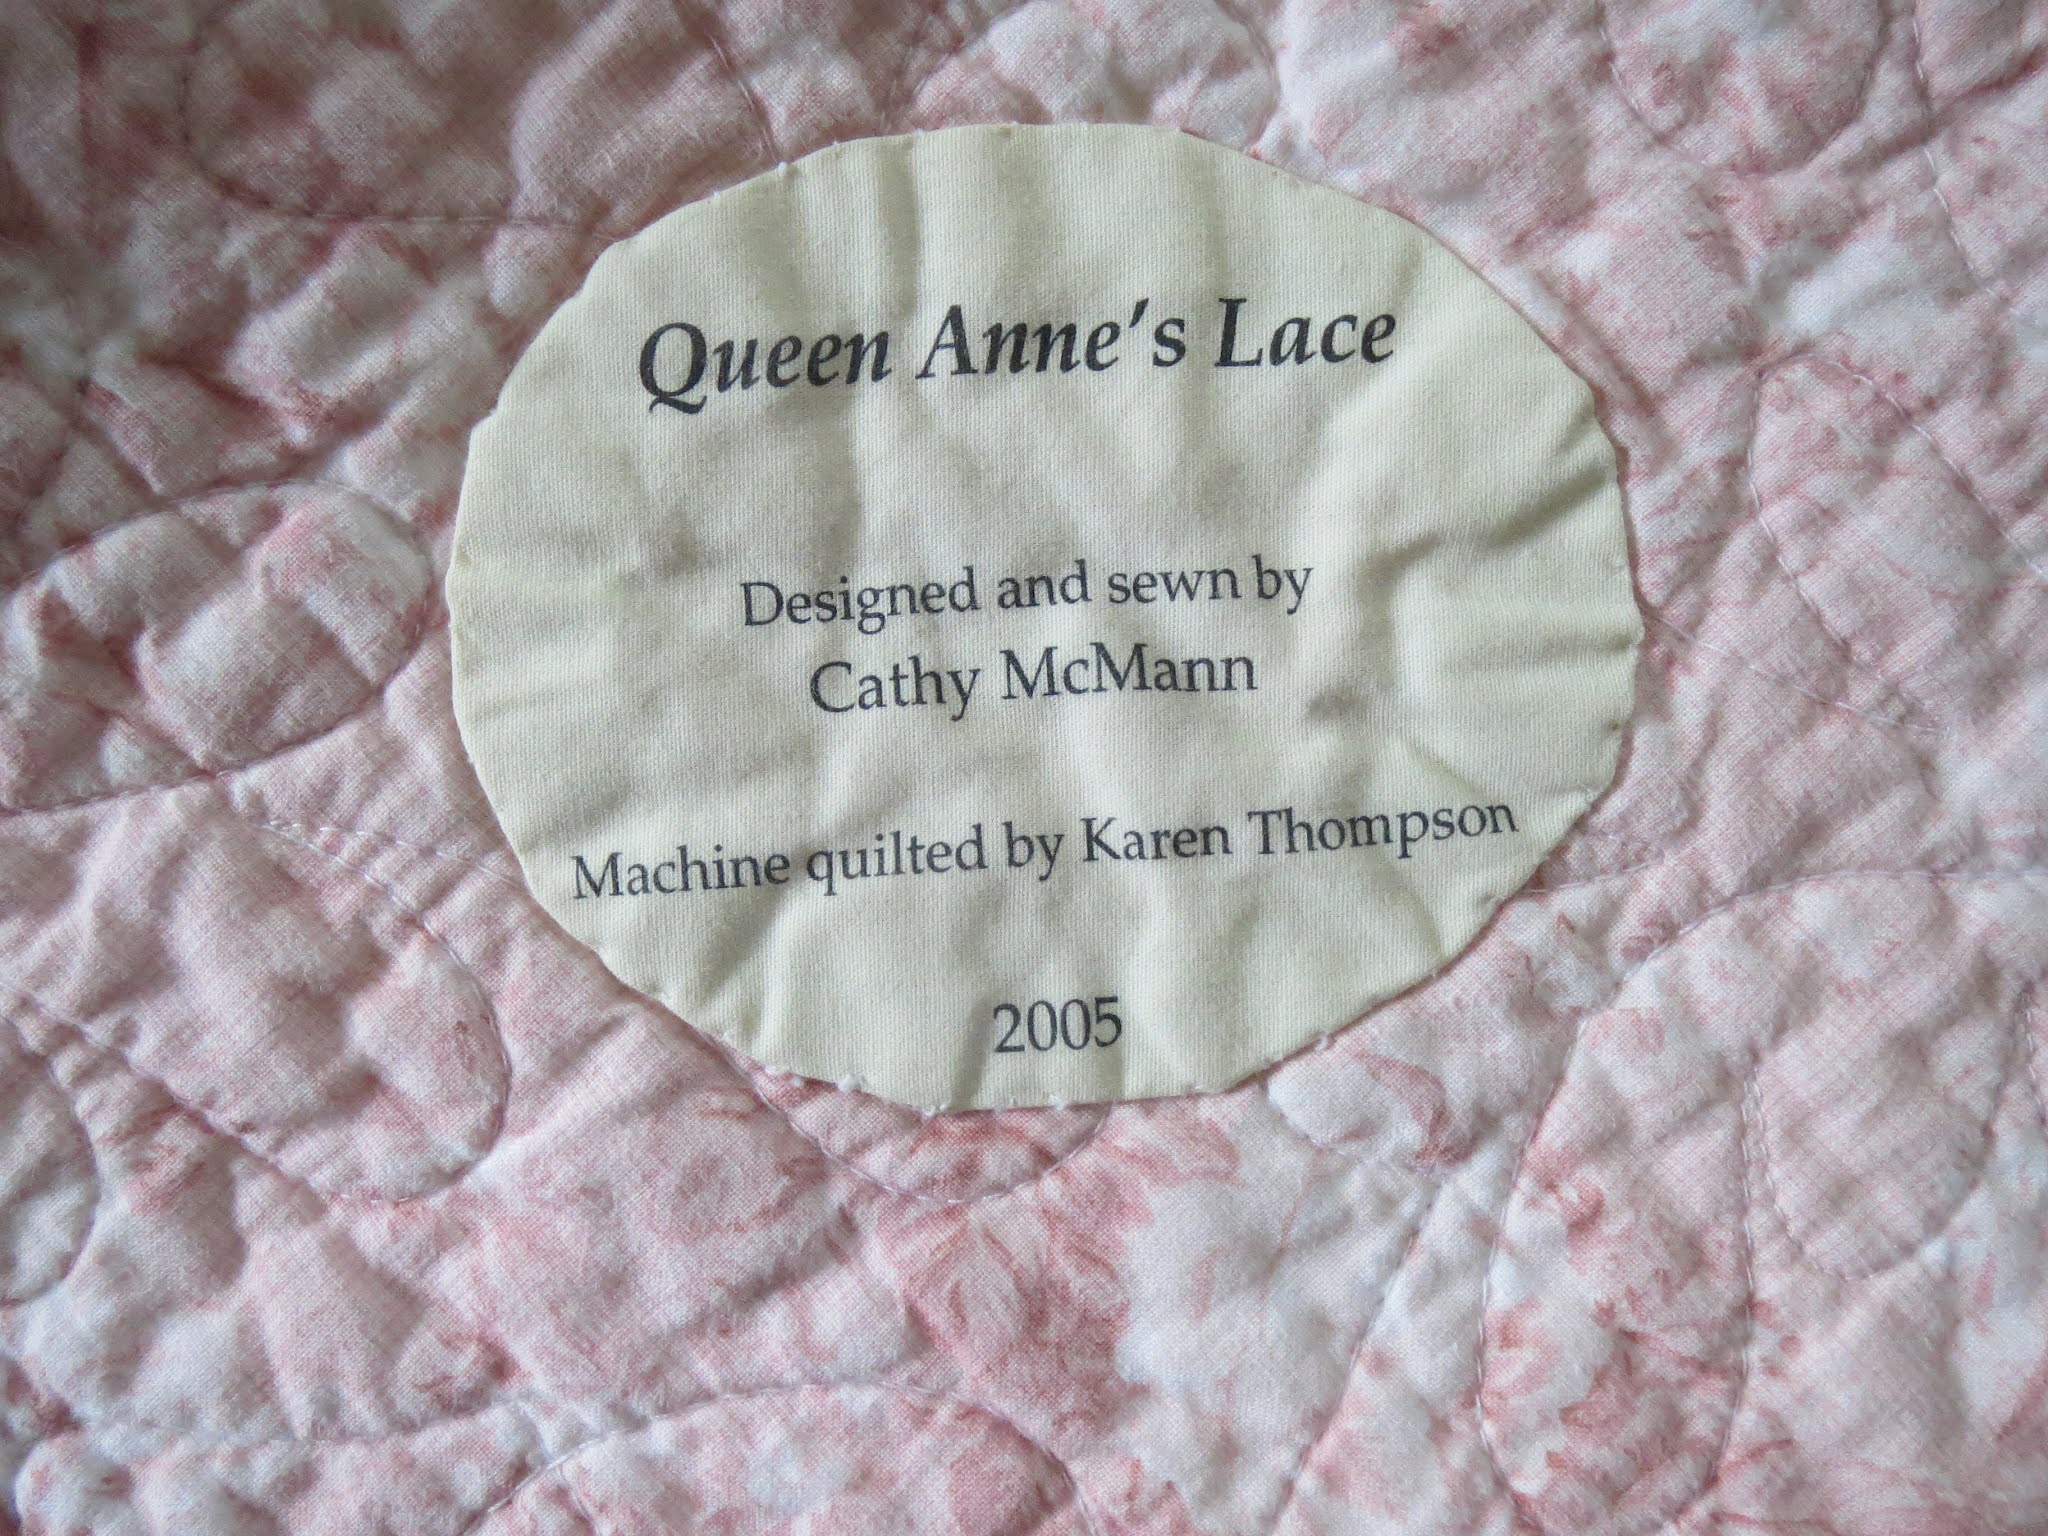 Queen Anne's Lace
Designed and sewn by
Cathy McMann
Machine quilted by Karen Thompson
2005